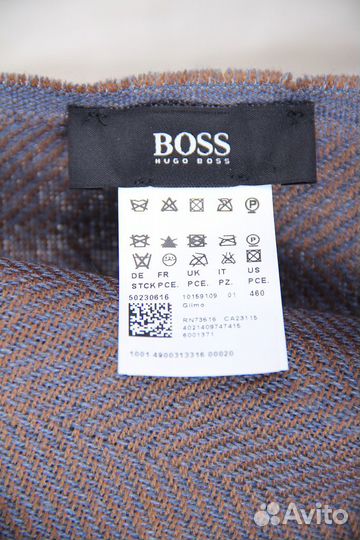 BOSS
HUGO BOSS
DE FR UK IT US
STCK PCE. PCE. PZ. PCE.
50230616 10159109 01 460
Giimo
RN73616 CA23115
4021409747415
6001371
1001 4900313316 00020
Avito